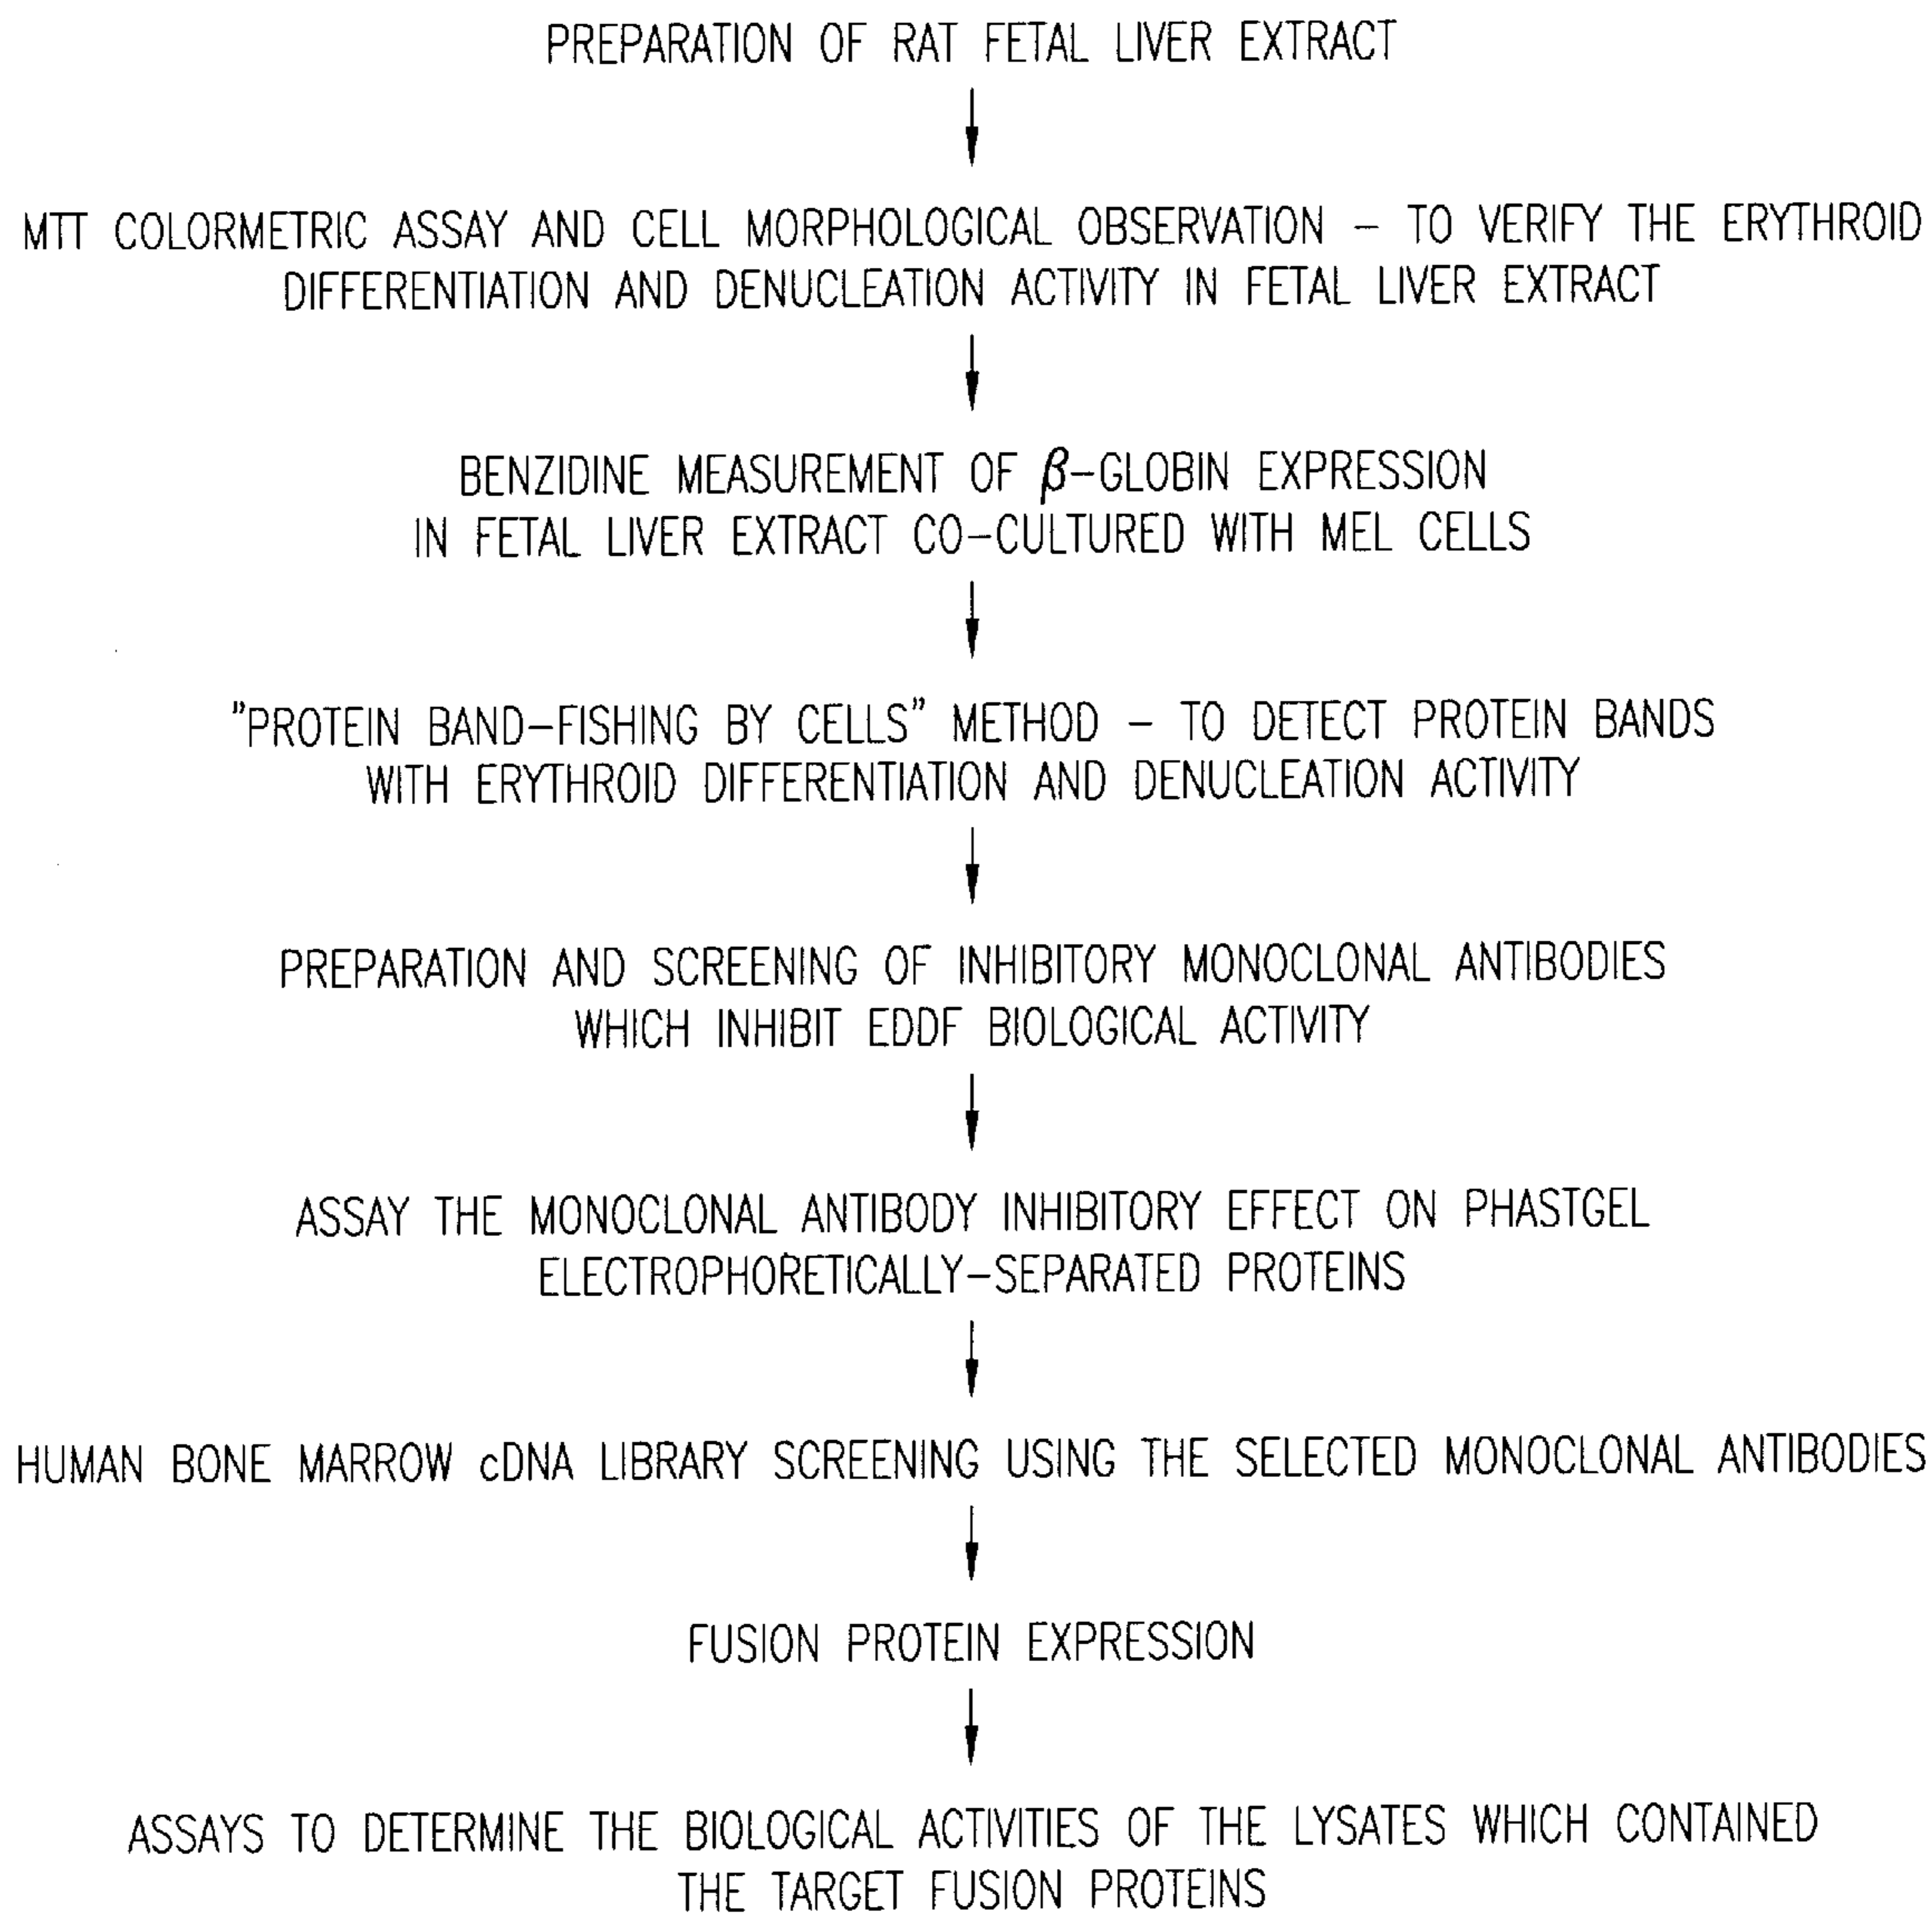 PREPARATION OF RAT FETAL LIVER EXTRACT
MTT COLORMETRIC ASSAY AND CELL MORPHOLOGICAL OBSERVATION – TO VERIFY THE ERYTHROID
DIFFERENTIATION AND DENUCLEATION ACTIVITY IN FETAL LIVER EXTRACT
BENZIDINE MEASUREMENT OF β–GLOBIN EXPRESSION
IN FETAL LIVER EXTRACT CO–CULTURED WITH MEL CELLS
"PROTEIN BAND–FISHING BY CELLS" METHOD – TO DETECT PROTEIN BANDS
WITH ERYTHROID DIFFERENTIATION AND DENUCLEATION ACTIVITY
PREPARATION AND SCREENING OF INHIBITORY MONOCLONAL ANTIBODIES
WHICH INHIBIT EDDF BIOLOGICAL ACTIVITY
ASSAY THE MONOCLONAL ANTIBODY INHIBITORY EFFECT ON PHASTGEL
ELECTROPHORETICALLY–SEPARATED PROTEINS
HUMAN BONE MARROW cDNA LIBRARY SCREENING USING THE SELECTED MONOCLONAL ANTIBODIES
FUSION PROTEIN EXPRESSION
ASSAYS TO DETERMINE THE BIOLOGICAL ACTIVITIES OF THE LYSATES WHICH CONTAINED
THE TARGET FUSION PROTEINS